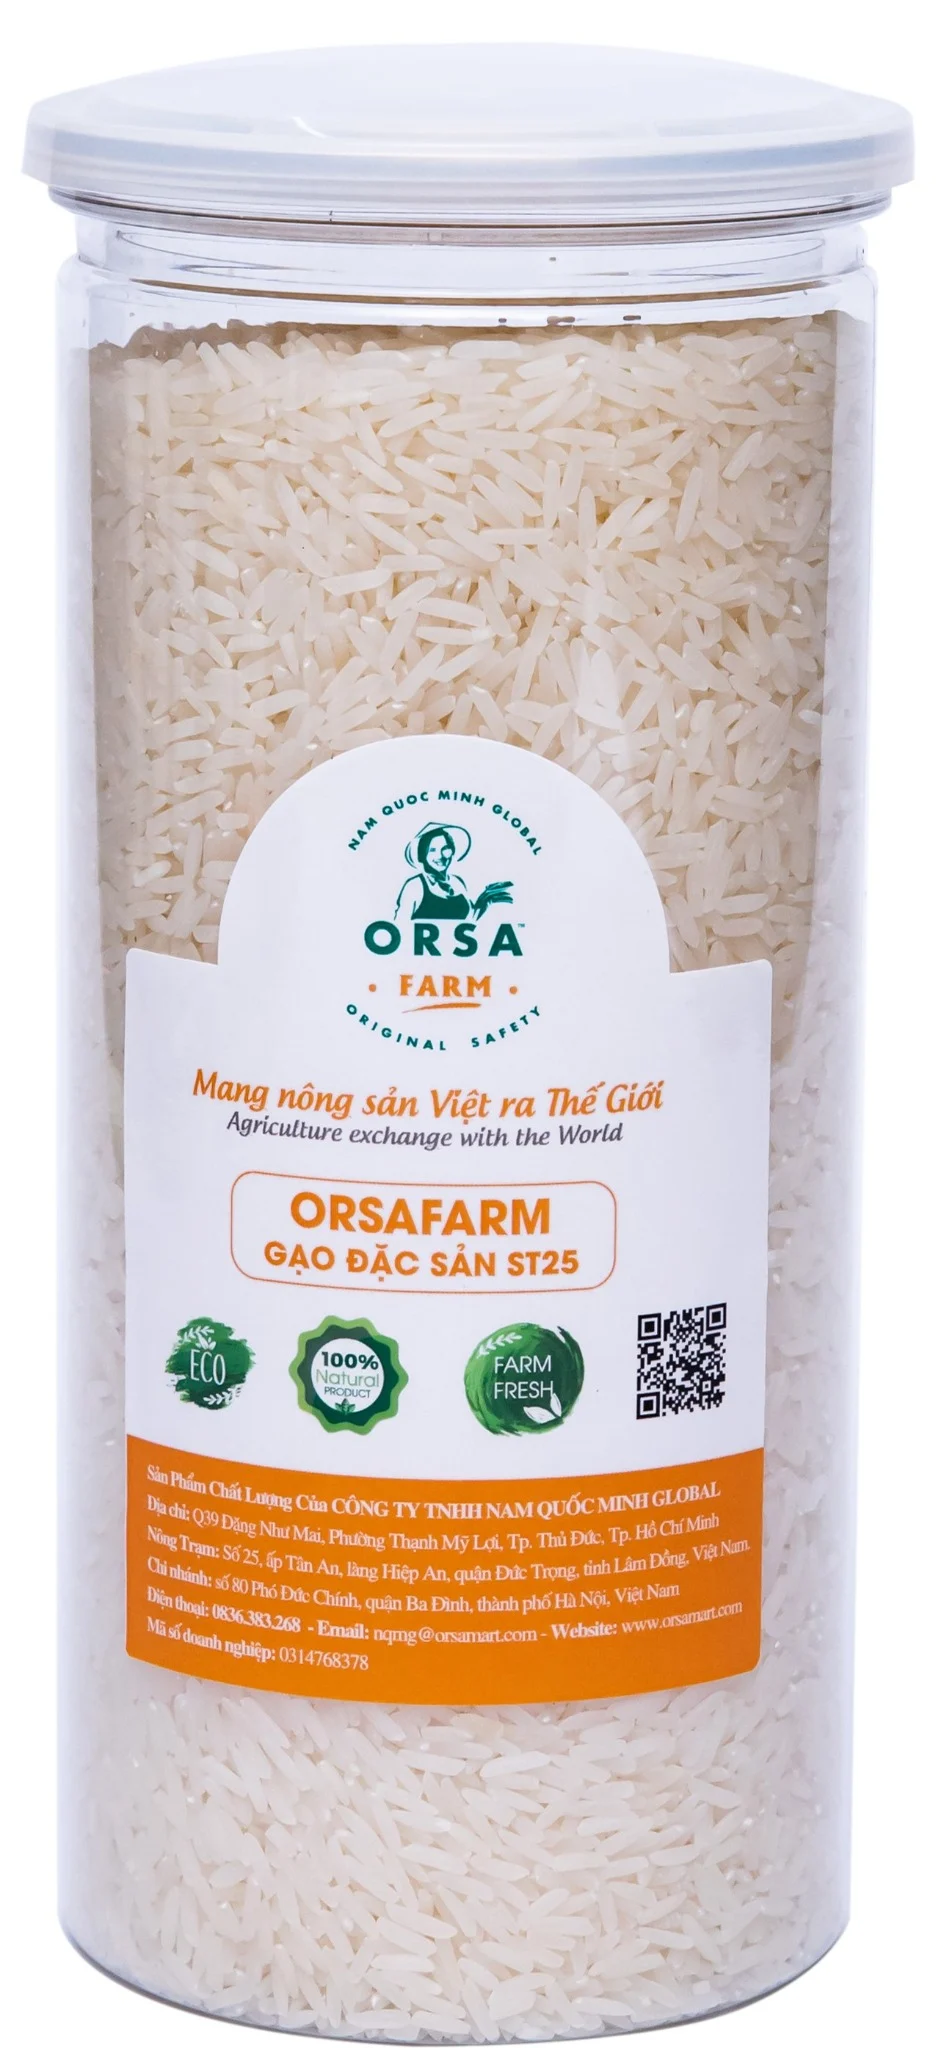 NAM QUOC MINH GLOBAL
ORSA™
FARM
ORIGINAL SAFETY
Mang nông sản Việt ra Thế Giới
Agriculture exchange with the World
ORSAFARM
GẠO ĐẶC SẢN ST25
ECO
100%
Natural
PRODUCT
FARM
FRESH
Sản Phẩm Chất Lượng Của CÔNG TY TNHH NAM QUỐC MINH GLOBAL
Địa chỉ: Q39 Đặng Như Mai, Phường Thạnh Mỹ Lợi, Tp. Thủ Đức, Tp. Hồ Chí Minh
Nông Trại: Số 25, ấp Tân An, làng Hiệp An, quận Đức Trọng, tỉnh Lâm Đồng, Việt Nam.
Chi nhánh: số 80 Phó Đức Chính, quận Ba Đình, thành phố Hà Nội, Việt Nam
Điện thoại: 0836.383.268 - Email: nqmg@orsamart.com - Website: www.orsamart.com
Mã số doanh nghiệp: 0314768378